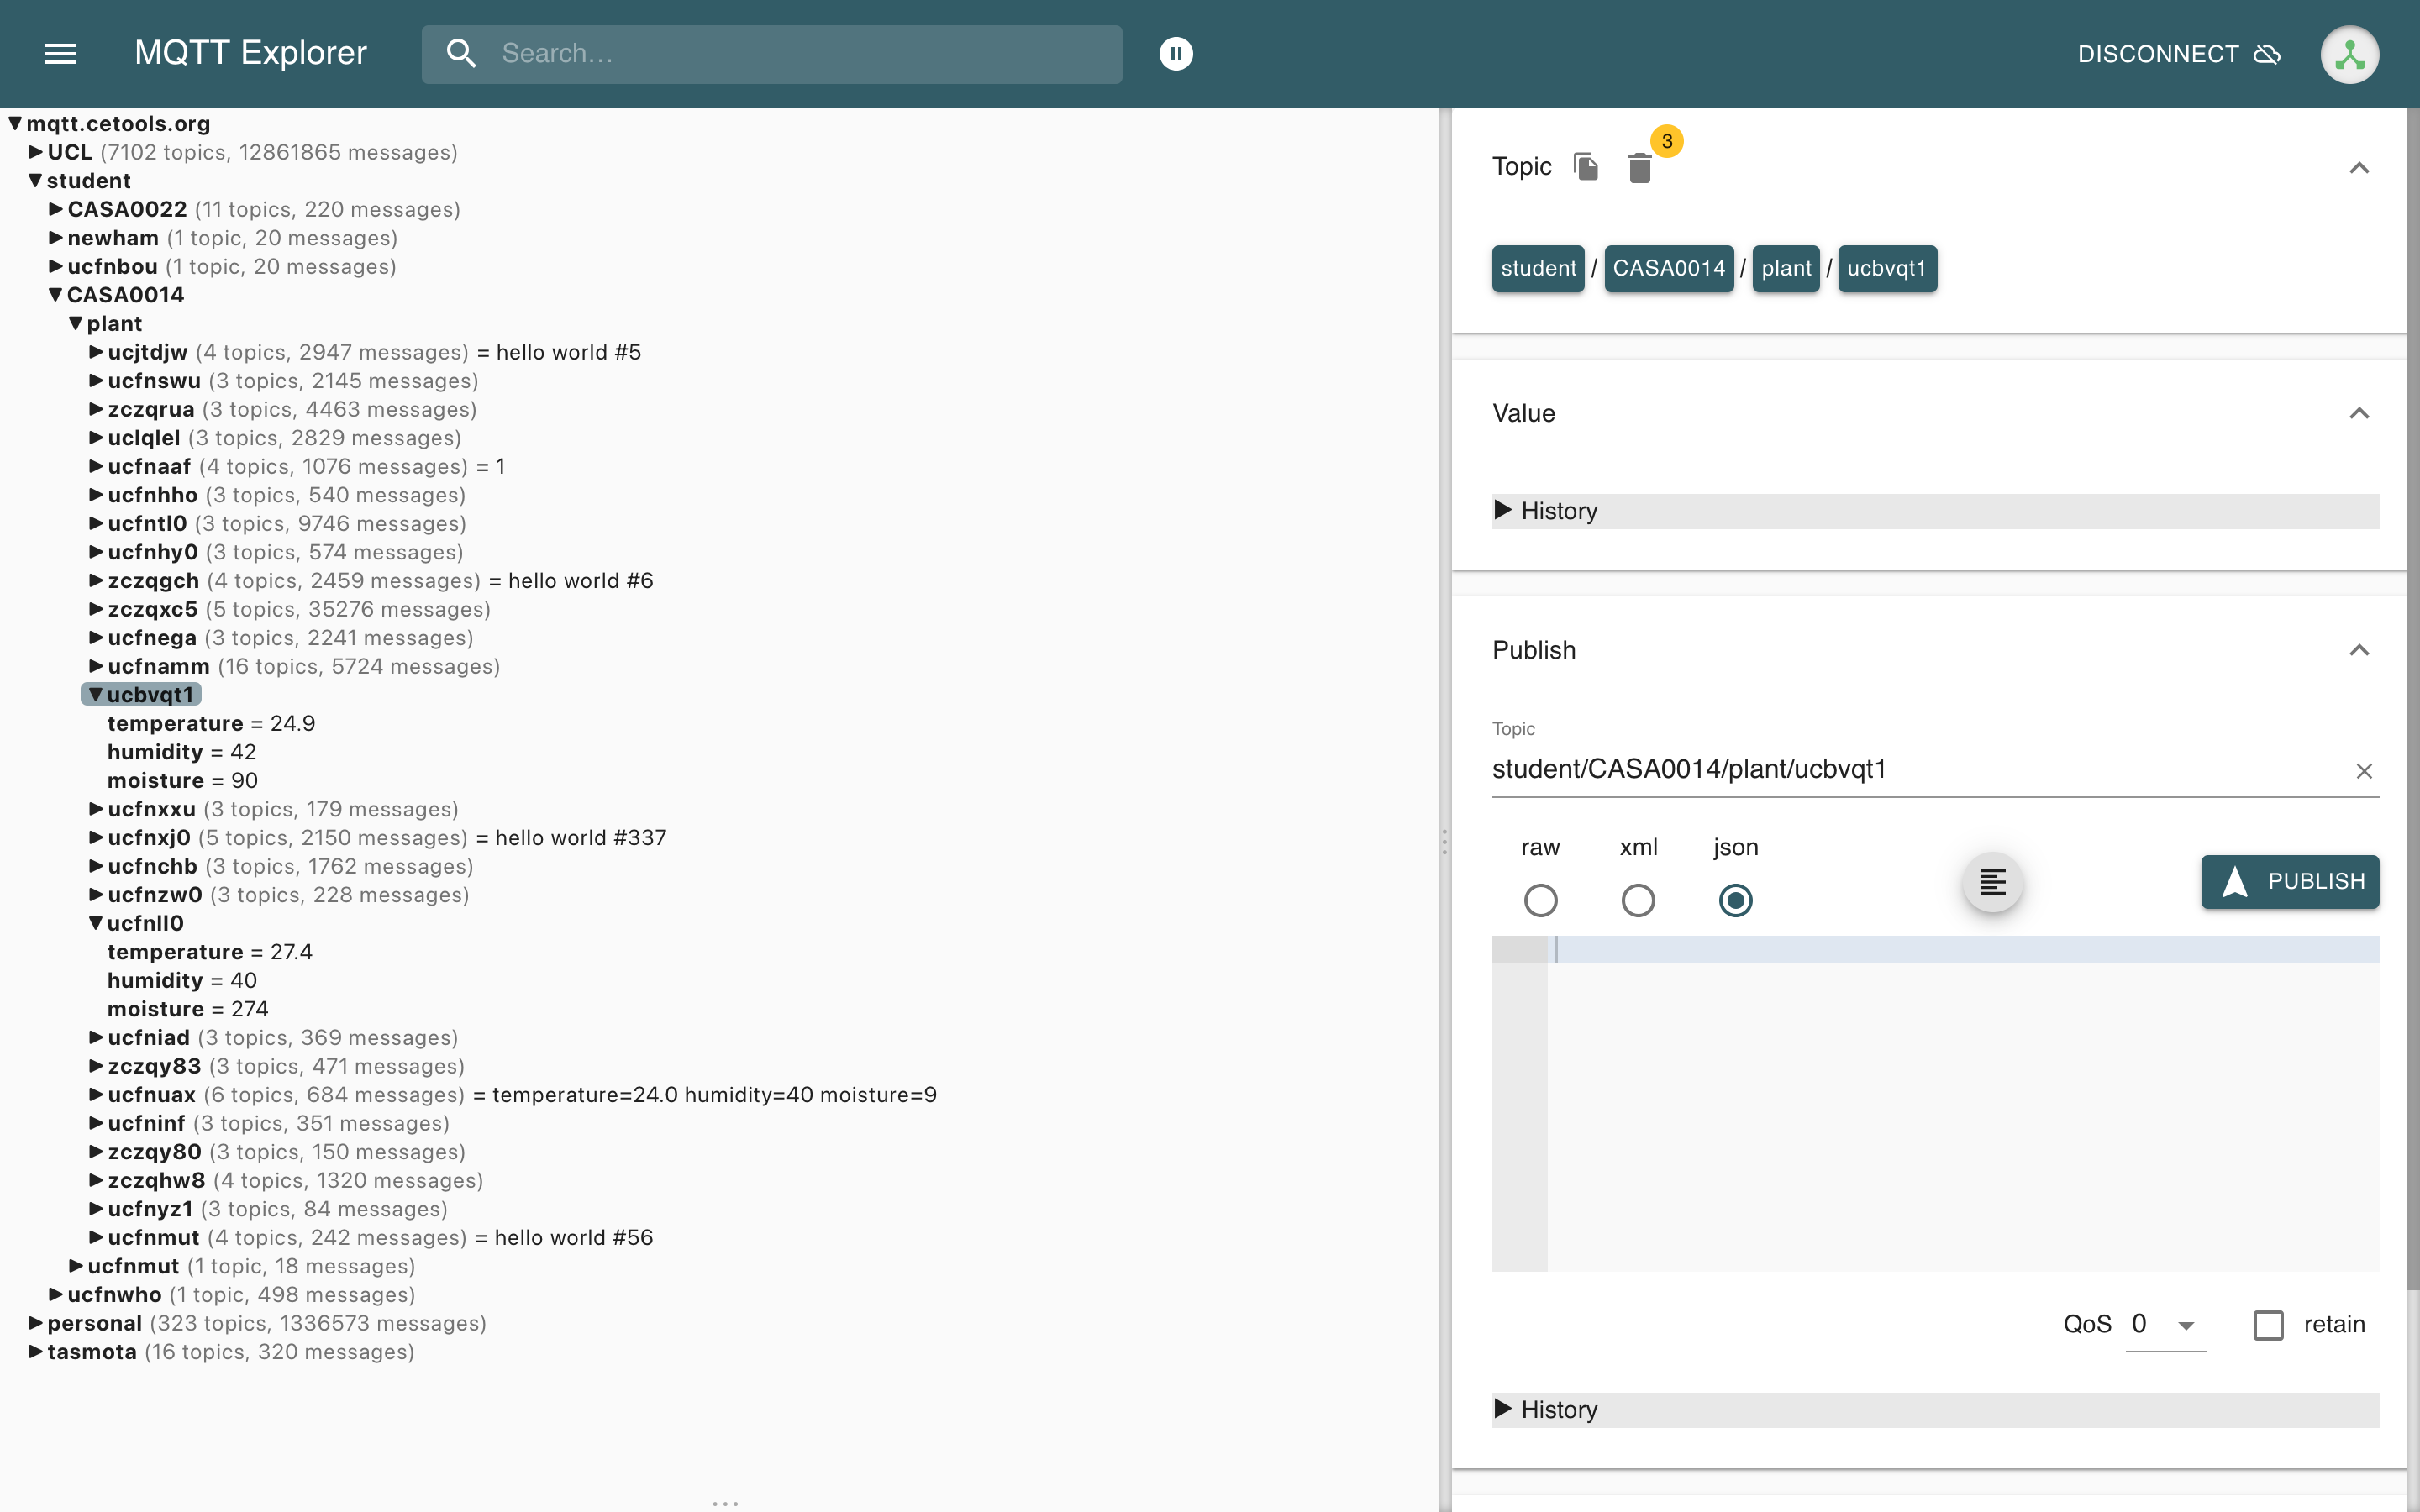 MQTT Explorer
Search...
DISCONNECT
mqtt.cetools.org
UCL (7102 topics, 12861865 messages)
student
CASA0022 (11 topics, 220 messages)
newham (1 topic, 20 messages)
ucfnbou (1 topic, 20 messages)
CASA0014
plant
ucjtdjw (4 topics, 2947 messages) = hello world #5
ucfnswu (3 topics, 2145 messages)
zczqrua (3 topics, 4463 messages)
uclqlel (3 topics, 2829 messages)
ucfnaaf (4 topics, 1076 messages) = 1
ucfnhho (3 topics, 540 messages)
ucfntl0 (3 topics, 9746 messages)
ucfnhy0 (3 topics, 574 messages)
zczqgch (4 topics, 2459 messages) = hello world #6
zczqxc5 (5 topics, 35276 messages)
ucfnega (3 topics, 2241 messages)
ucfnamm (16 topics, 5724 messages)
ucbvqt1
temperature = 24.9
humidity = 42
moisture = 90
ucfnxxu (3 topics, 179 messages)
ucfnxj0 (5 topics, 2150 messages) = hello world #337
ucfnchb (3 topics, 1762 messages)
ucfnzw0 (3 topics, 228 messages)
ucfnll0
temperature = 27.4
humidity = 40
moisture = 274
ucfniad (3 topics, 369 messages)
zczqy83 (3 topics, 471 messages)
ucfnuax (6 topics, 684 messages) = temperature=24.0 humidity=40 moisture=9
ucfninf (3 topics, 351 messages)
zczqy80 (3 topics, 150 messages)
zczqhw8 (4 topics, 1320 messages)
ucfnyz1 (3 topics, 84 messages)
ucfnmut (4 topics, 242 messages) = hello world #56
ucfnmut (1 topic, 18 messages)
ucfnwho (1 topic, 498 messages)
personal (323 topics, 1336573 messages)
tasmota (16 topics, 320 messages)
Topic 3
student / CASA0014 / plant / ucbvqt1
Value
History
Publish
Topic
student/CASA0014/plant/ucbvqt1
raw xml json
PUBLISH
QoS 0 retain
History